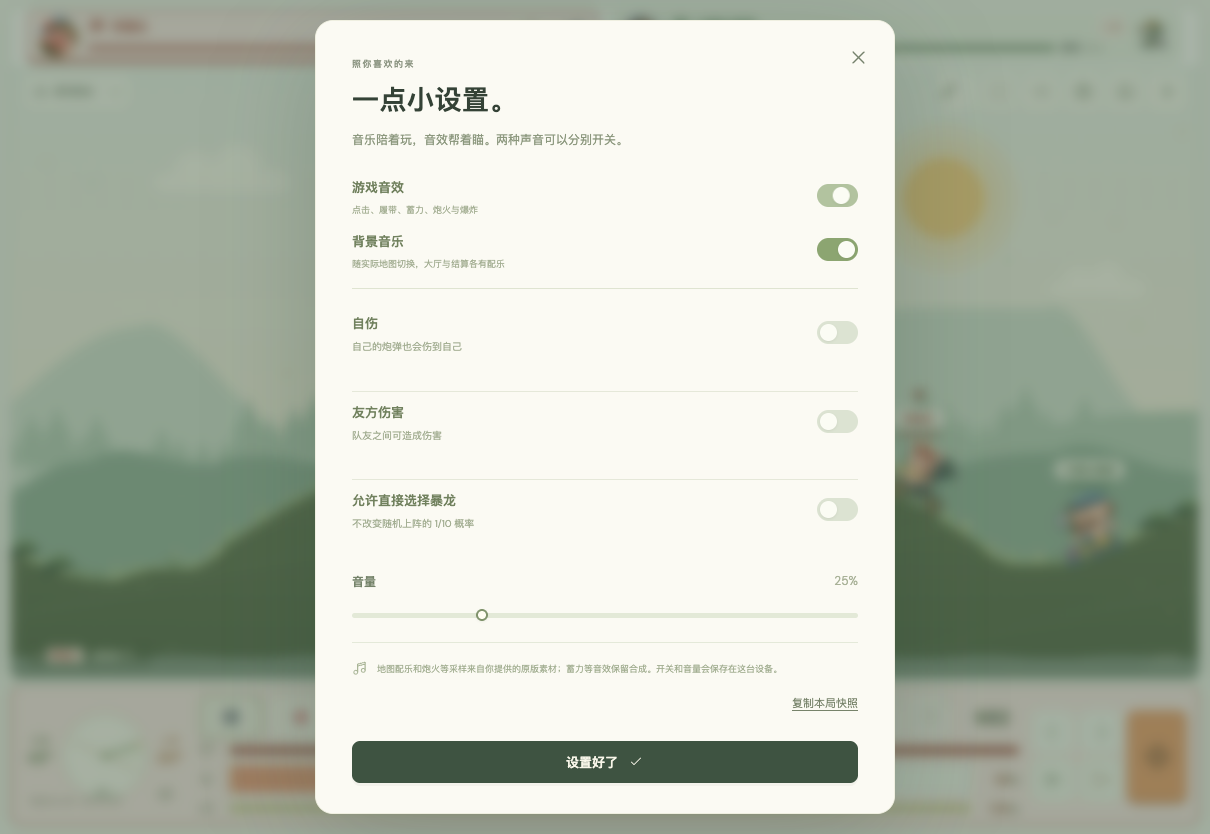 照你喜欢的来
一点小设置。
音乐陪着玩，音效帮着瞄。两种声音可以分别开关。
游戏音效
点击、履带、蓄力、炮火与爆炸
背景音乐
随实际地图切换，大厅与结算各有配乐
自伤
自己的炮弹也会伤到自己
友方伤害
队友之间可造成伤害
允许直接选择暴龙
不改变随机上阵的 1/10 概率
音量
25%
地图配乐和炮火等采样来自你提供的原版素材；蓄力等音效保留合成。开关和音量会保存在这台设备。
复制本局快照
设置好了